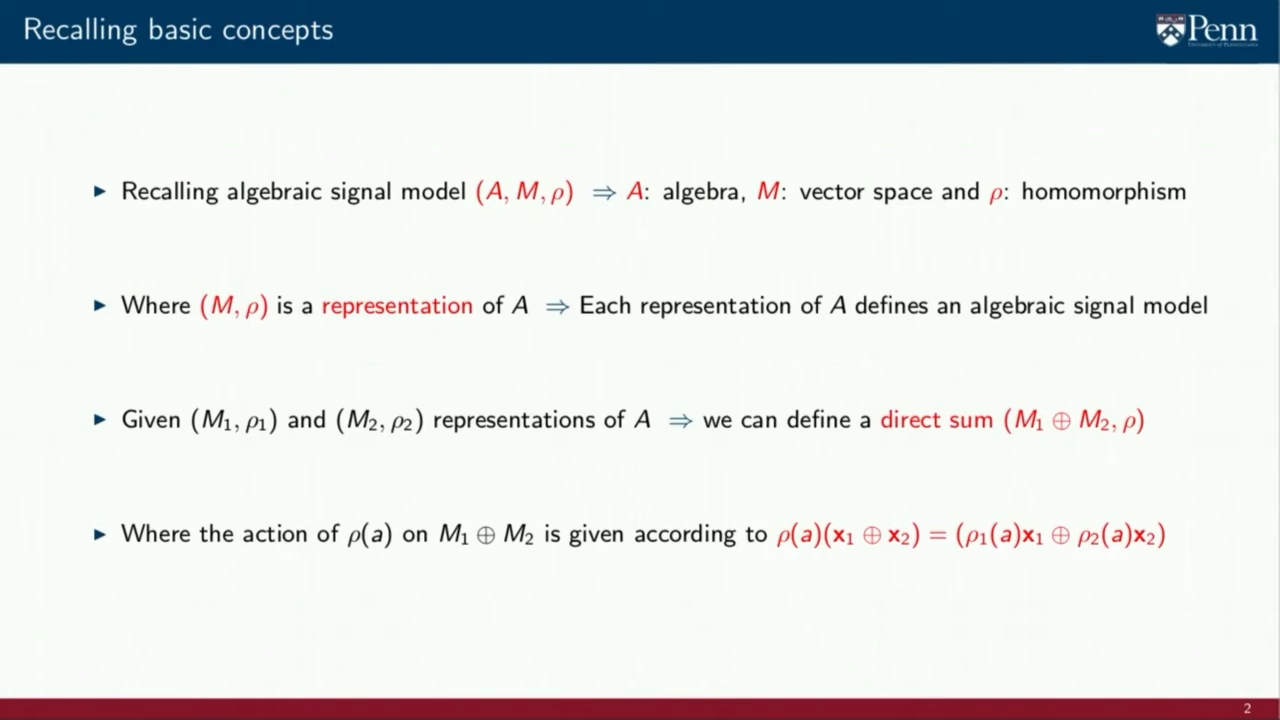 Recalling basic concepts
Penn
University of Pennsylvania
▶ Recalling algebraic signal model (A, M, ρ) ⇒ A: algebra, M: vector space and ρ: homomorphism
▶ Where (M, ρ) is a representation of A ⇒ Each representation of A defines an algebraic signal model
▶ Given (M₁, ρ₁) and (M₂, ρ₂) representations of A ⇒ we can define a direct sum (M₁ ⊕ M₂, ρ)
▶ Where the action of ρ(a) on M₁ ⊕ M₂ is given according to ρ(a)(x₁ ⊕ x₂) = (ρ₁(a)x₁ ⊕ ρ₂(a)x₂)
2